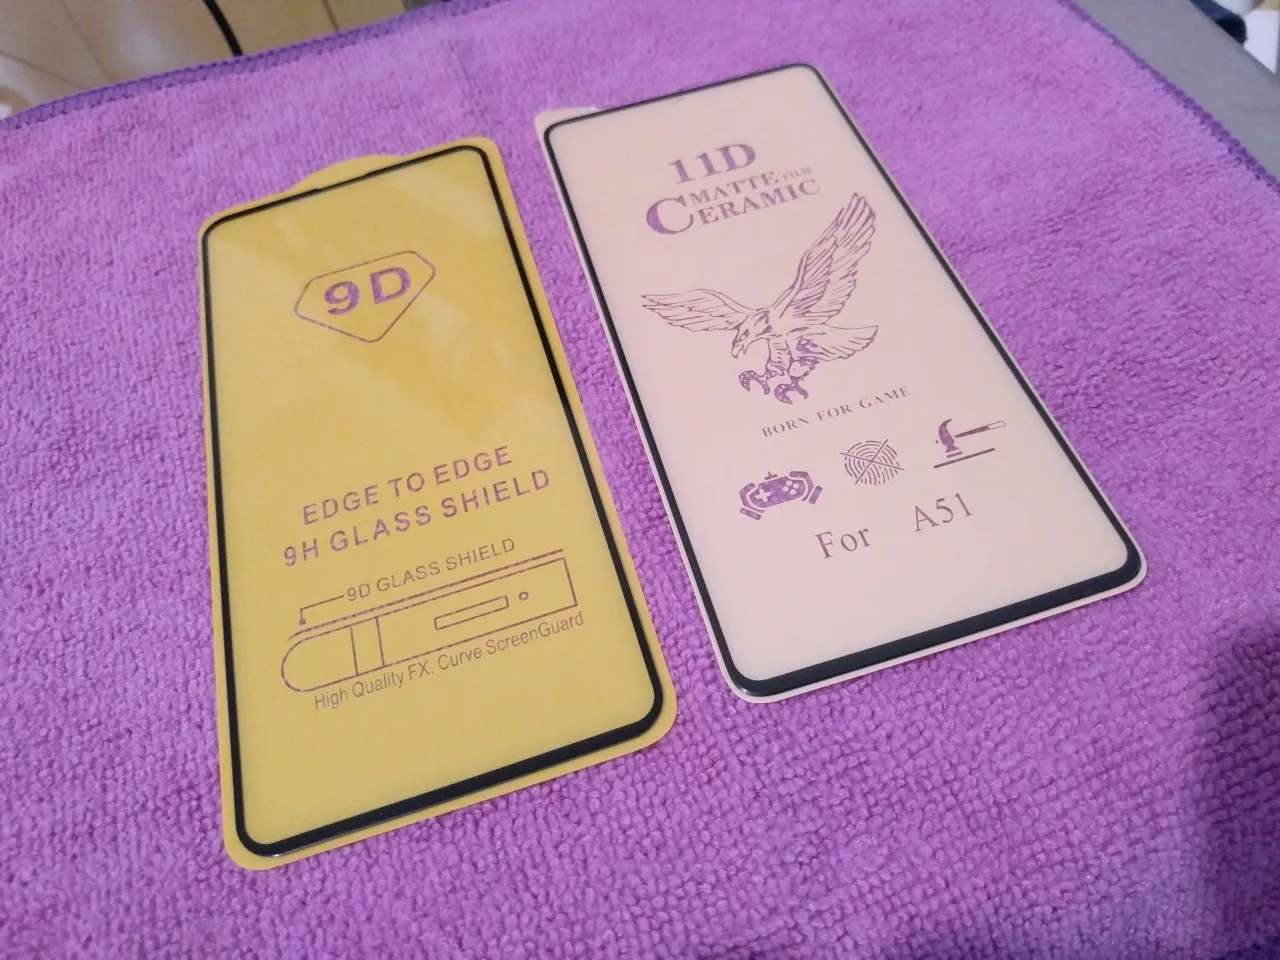 9D
EDGE TO EDGE
9H GLASS SHIELD
9D GLASS SHIELD
High Quality FX. Curve ScreenGuard
11D
MATTE FILM
CERAMIC
BORN FOR GAME
For A51